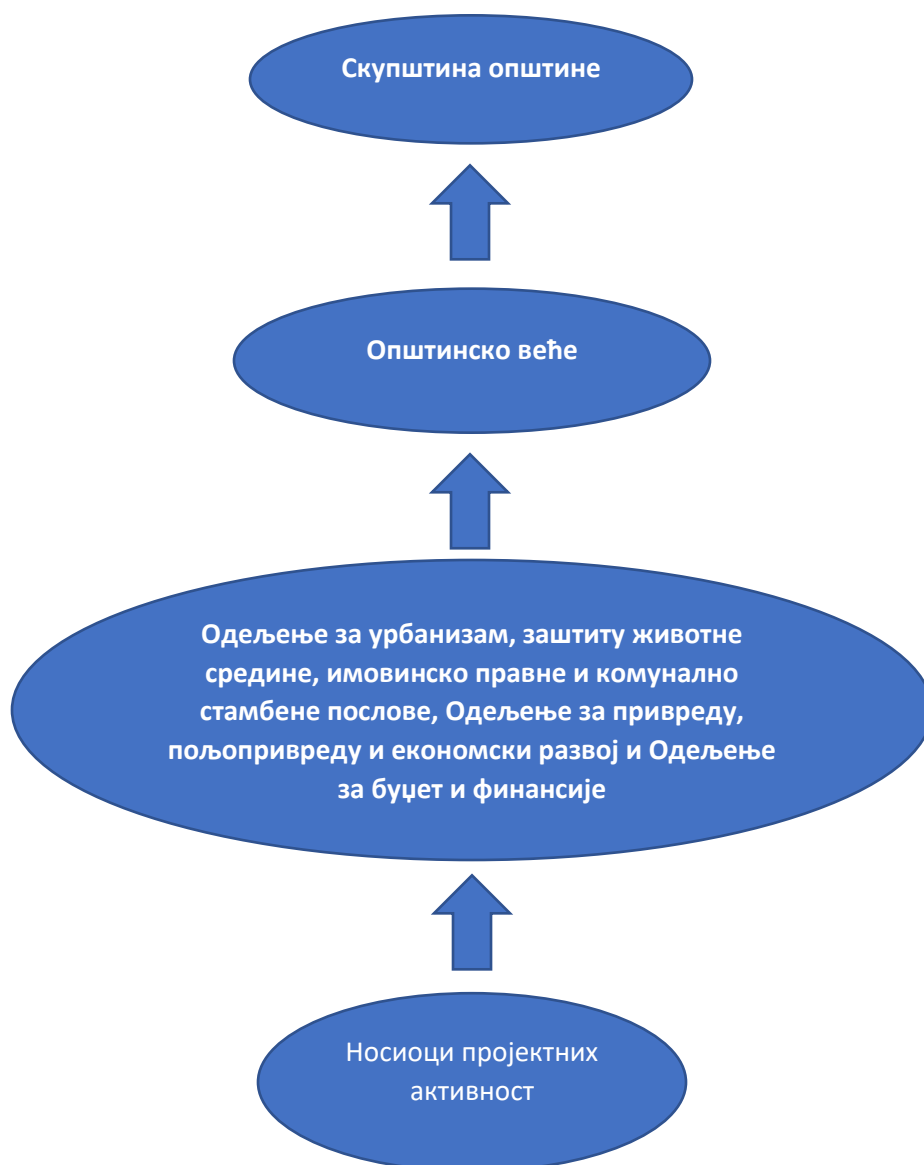 Скупштина општине
Општинско веће
Одељење за урбанизам, заштиту животне
средине, имовинско правне и комунално
стамбене послове, Одељење за привреду,
пољопривреду и економски развој и Одељење
за буџет и финансије
Носиоци пројектних
активност